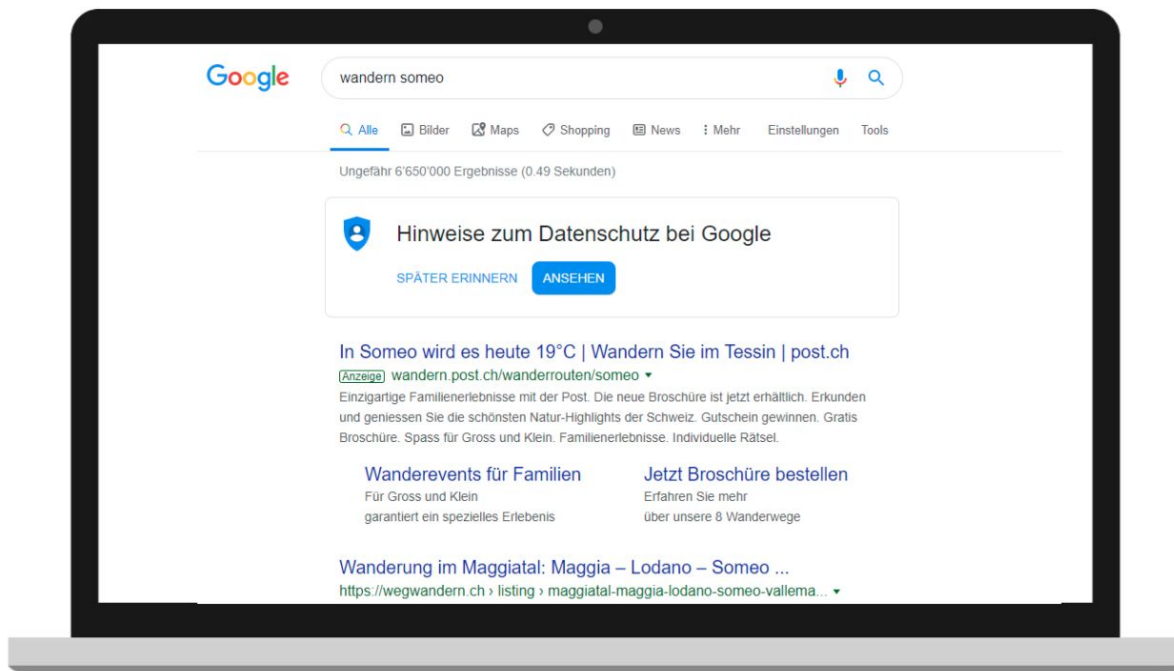 Google
wandern someo
Alle Bilder Maps Shopping News Mehr Einstellungen Tools
Ungefähr 6'650'000 Ergebnisse (0.49 Sekunden)
Hinweise zum Datenschutz bei Google
SPÄTER ERINNERN ANSEHEN
In Someo wird es heute 19°C | Wandern Sie im Tessin | post.ch
Anzeige wandern.post.ch/wanderrouten/someo
Einzigartige Familienerlebnisse mit der Post. Die neue Broschüre ist jetzt erhältlich. Erkunden
und geniessen Sie die schönsten Natur-Highlights der Schweiz. Gutschein gewinnen. Gratis
Broschüre. Spass für Gross und Klein. Familienerlebnisse. Individuelle Rätsel.
Wanderevents für Familien
Für Gross und Klein
garantiert ein spezielles Erlebenis
Jetzt Broschüre bestellen
Erfahren Sie mehr
über unsere 8 Wanderwege
Wanderung im Maggiatal: Maggia – Lodano – Someo ...
https://wegwandern.ch › listing › maggiatal-maggia-lodano-someo-vallema...